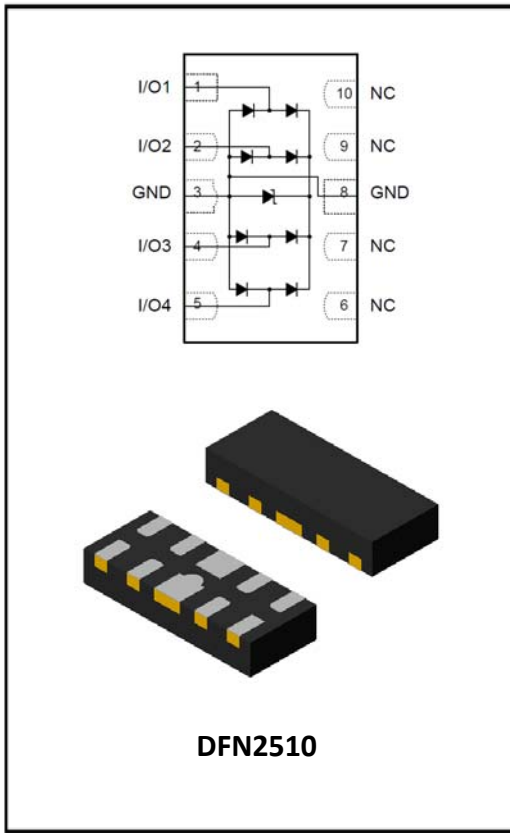 I/O1 1 10 NC
I/O2 2 9 NC
GND 3 8 GND
I/O3 4 7 NC
I/O4 5 6 NC
DFN2510